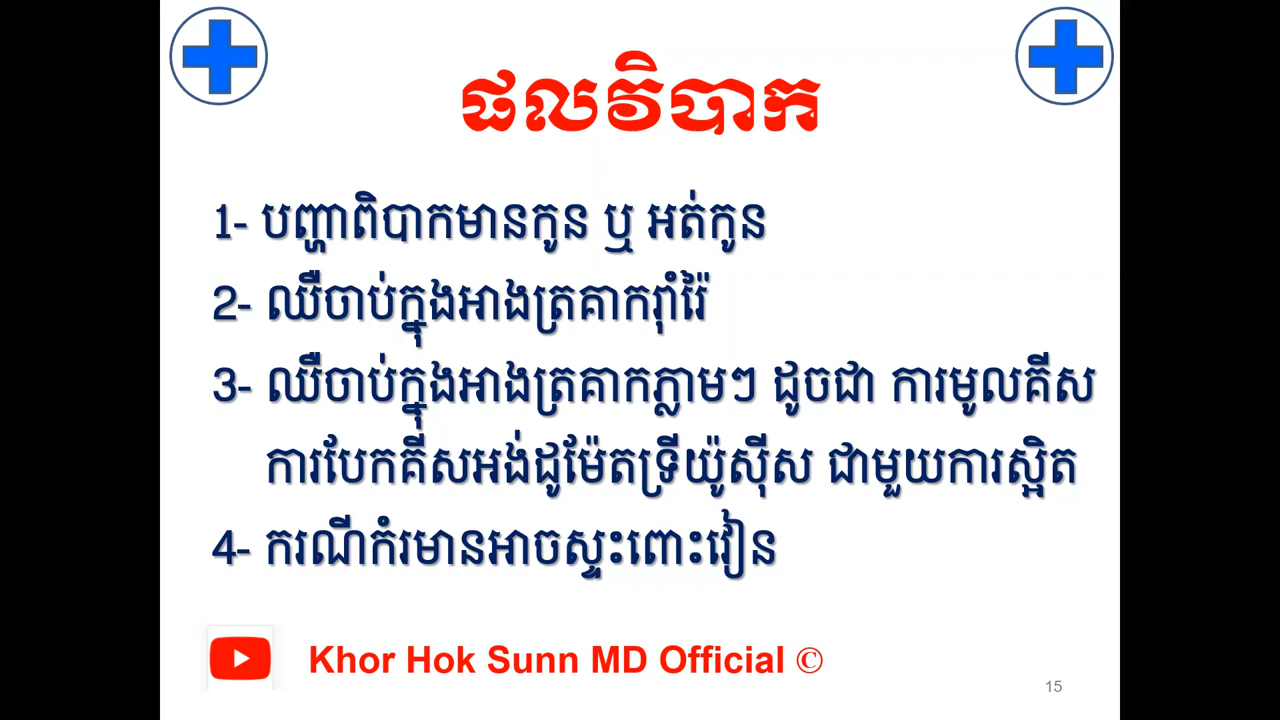 ផលវិបាក
1- បញ្ហាពិបាកមានកូន ឬ អត់កូន
2- ឈឺចាប់ក្នុងអាងត្រគាករ៉ាំរ៉ៃ
3- ឈឺចាប់ក្នុងអាងត្រគាកភ្លាមៗ ដូចជា ការមូលគីស
ការបែកគីសអង់ដូម៉ែតទ្រីយ៉ូស៊ីស ជាមួយការស្អិត
4- ករណីកំរមានអាចស្ទះពោះវៀន
Khor Hok Sunn MD Official ©
15